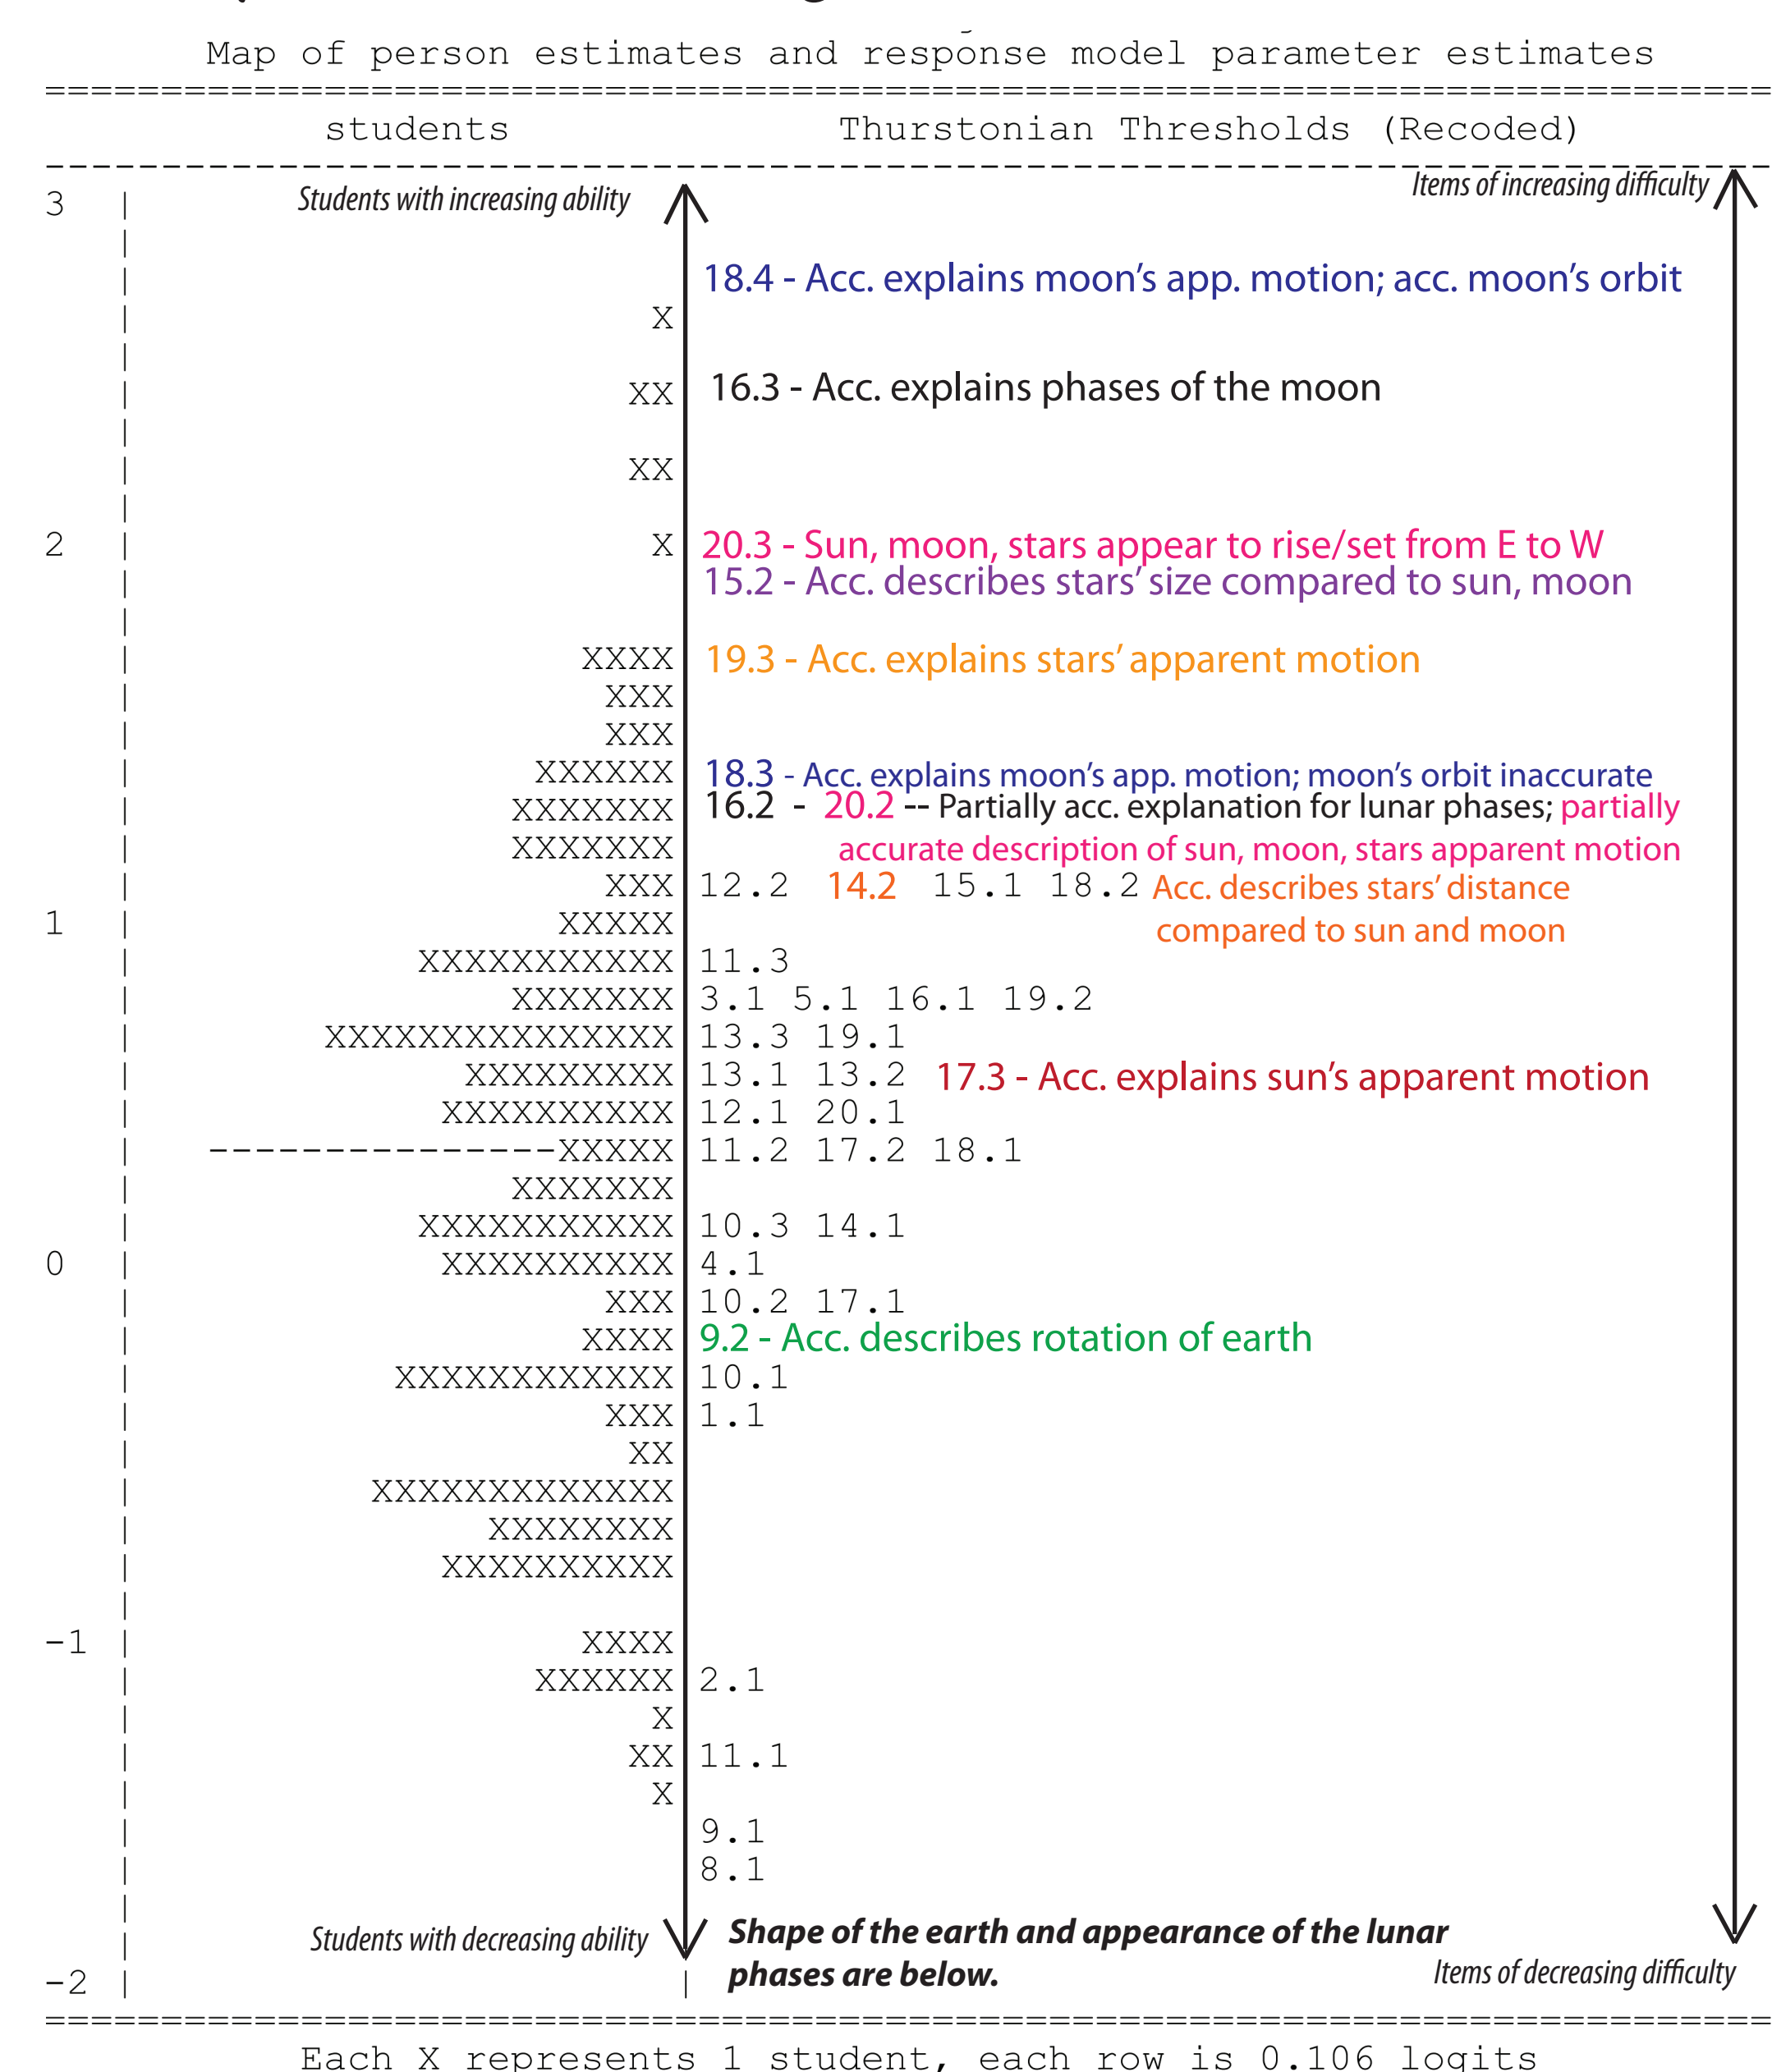 Map of person estimates and response model parameter estimates
students Thurstonian Thresholds (Recoded)
3 Students with increasing ability Items of increasing difficulty
18.4 - Acc. explains moon's app. motion; acc. moon's orbit
X
XX 16.3 - Acc. explains phases of the moon
XX
2 X 20.3 - Sun, moon, stars appear to rise/set from E to W
15.2 - Acc. describes stars' size compared to sun, moon
XXXX 19.3 - Acc. explains stars' apparent motion
XXX
XXX
XXXXXX 18.3 - Acc. explains moon's app. motion; moon's orbit inaccurate
XXXXXXX 16.2 - 20.2 -- Partially acc. explanation for lunar phases; partially
XXXXXXX accurate description of sun, moon, stars apparent motion
XXX 12.2 14.2 15.1 18.2 Acc. describes stars' distance
1 XXXXX compared to sun and moon
XXXXXXXXXXX 11.3
XXXXXXX 3.1 5.1 16.1 19.2
XXXXXXXXXXXXXXX 13.3 19.1
XXXXXXXXX 13.1 13.2 17.3 - Acc. explains sun's apparent motion
XXXXXXXXXX 12.1 20.1
---------------XXXXX 11.2 17.2 18.1
XXXXXXX
XXXXXXXXXXX 10.3 14.1
0 XXXXXXXXXX 4.1
XXX 10.2 17.1
XXXX 9.2 - Acc. describes rotation of earth
XXXXXXXXXXXX 10.1
XXX 1.1
XX
XXXXXXXXXXXXX
XXXXXXXX
XXXXXXXXXX
-1 XXXX
XXXXXX 2.1
X
XX 11.1
X
9.1
8.1
Students with decreasing ability Shape of the earth and appearance of the lunar
phases are below. Items of decreasing difficulty
-2
Each X represents 1 student, each row is 0.106 logits